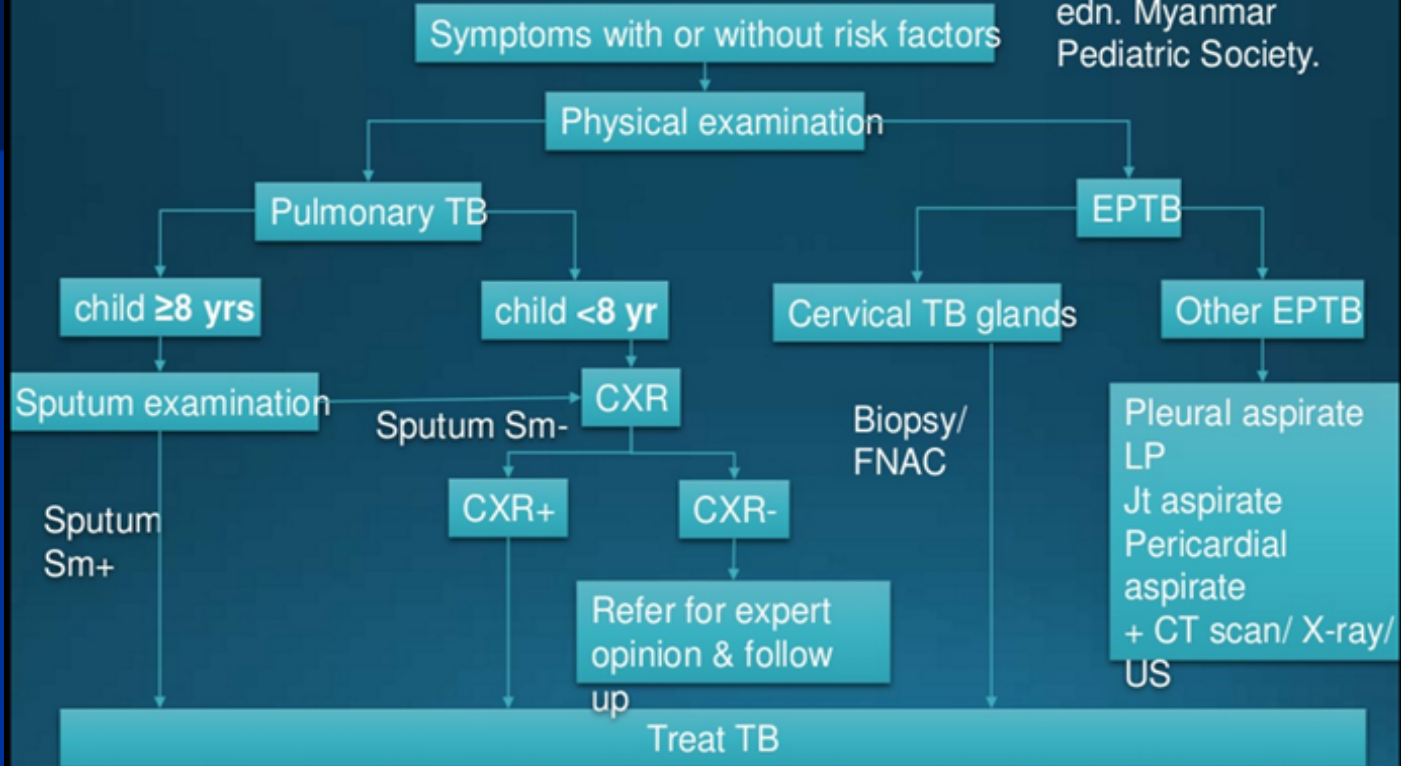 edn. Myanmar
Pediatric Society.
Symptoms with or without risk factors
Physical examination
Pulmonary TB
EPTB
child ≥8 yrs
child <8 yr
Cervical TB glands
Other EPTB
Sputum examination
Sputum Sm-
CXR
Biopsy/
FNAC
Pleural aspirate
LP
Jt aspirate
Pericardial
aspirate
+ CT scan/ X-ray/
US
Sputum
Sm+
CXR+
CXR-
Refer for expert
opinion & follow
up
Treat TB